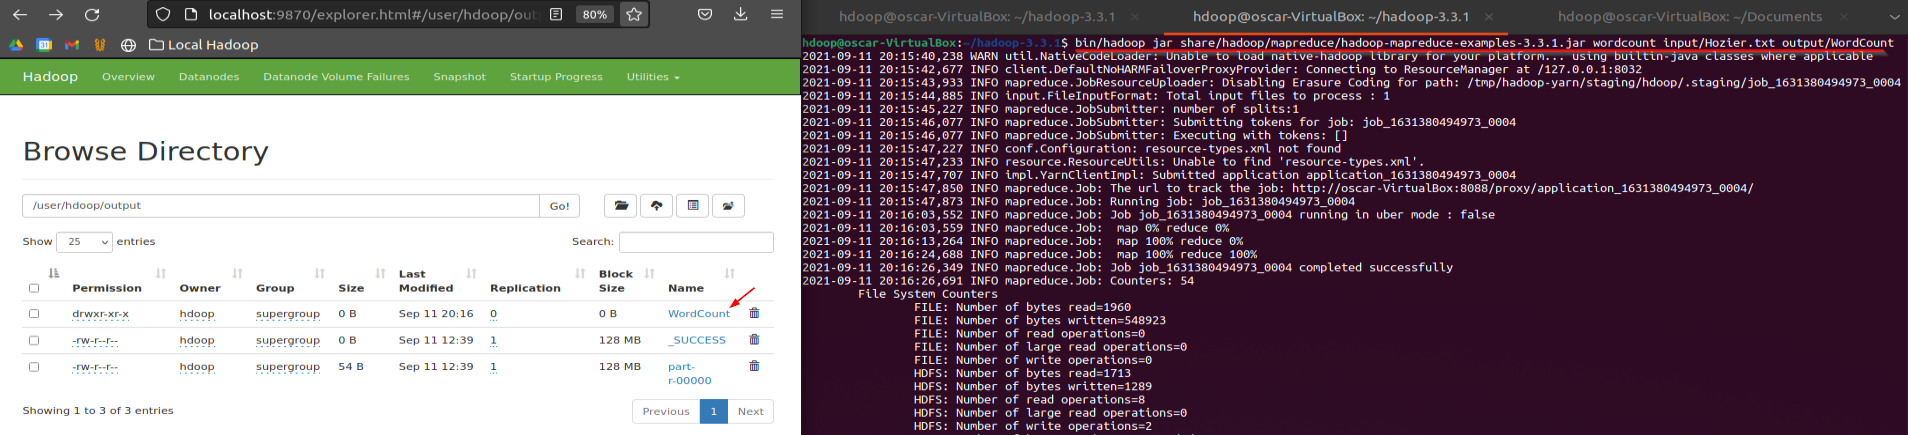 localhost:9870/explorer.html#/user/hdoop/out
80%
31
Local Hadoop
Hadoop Overview Datanodes Datanode Volume Failures Snapshot Startup Progress Utilities
Browse Directory
/user/hdoop/output Go!
Show 25 entries Search:
Permission Owner Group Size Last Modified Replication Block Size Name
drwxr-xr-x hdoop supergroup 0 B Sep 11 20:16 0 0 B WordCount
-rw-r--r-- hdoop supergroup 0 B Sep 11 12:39 1 128 MB _SUCCESS
-rw-r--r-- hdoop supergroup 54 B Sep 11 12:39 1 128 MB part-
r-00000
Showing 1 to 3 of 3 entries Previous 1 Next
hdoop@oscar-VirtualBox: ~/hadoop-3.3.1 × hdoop@oscar-VirtualBox: ~/hadoop-3.3.1 × hdoop@oscar-VirtualBox: ~/Documents ×
hdoop@oscar-VirtualBox:~/hadoop-3.3.1$ bin/hadoop jar share/hadoop/mapreduce/hadoop-mapreduce-examples-3.3.1.jar wordcount input/Hozier.txt output/WordCount
2021-09-11 20:15:40,238 WARN util.NativeCodeLoader: Unable to load native-hadoop library for your platform... using builtin-java classes where applicable
2021-09-11 20:15:42,677 INFO client.DefaultNoHARMFailoverProxyProvider: Connecting to ResourceManager at /127.0.0.1:8032
2021-09-11 20:15:43,933 INFO mapreduce.JobResourceUploader: Disabling Erasure Coding for path: /tmp/hadoop-yarn/staging/hdoop/.staging/job_1631380494973_0004
2021-09-11 20:15:44,885 INFO input.FileInputFormat: Total input files to process : 1
2021-09-11 20:15:45,227 INFO mapreduce.JobSubmitter: number of splits:1
2021-09-11 20:15:46,077 INFO mapreduce.JobSubmitter: Submitting tokens for job: job_1631380494973_0004
2021-09-11 20:15:46,077 INFO mapreduce.JobSubmitter: Executing with tokens: []
2021-09-11 20:15:47,227 INFO conf.Configuration: resource-types.xml not found
2021-09-11 20:15:47,233 INFO resource.ResourceUtils: Unable to find 'resource-types.xml'.
2021-09-11 20:15:47,707 INFO impl.YarnClientImpl: Submitted application application_1631380494973_0004
2021-09-11 20:15:47,850 INFO mapreduce.Job: The url to track the job: http://oscar-VirtualBox:8088/proxy/application_1631380494973_0004/
2021-09-11 20:15:47,873 INFO mapreduce.Job: Running job: job_1631380494973_0004
2021-09-11 20:16:03,552 INFO mapreduce.Job: Job job_1631380494973_0004 running in uber mode : false
2021-09-11 20:16:03,559 INFO mapreduce.Job:  map 0% reduce 0%
2021-09-11 20:16:13,264 INFO mapreduce.Job:  map 100% reduce 0%
2021-09-11 20:16:24,688 INFO mapreduce.Job:  map 100% reduce 100%
2021-09-11 20:16:26,349 INFO mapreduce.Job: Job job_1631380494973_0004 completed successfully
2021-09-11 20:16:26,691 INFO mapreduce.Job: Counters: 54
File System Counters
FILE: Number of bytes read=1960
FILE: Number of bytes written=548923
FILE: Number of read operations=0
FILE: Number of large read operations=0
FILE: Number of write operations=0
HDFS: Number of bytes read=1713
HDFS: Number of bytes written=1289
HDFS: Number of read operations=8
HDFS: Number of large read operations=0
HDFS: Number of write operations=2